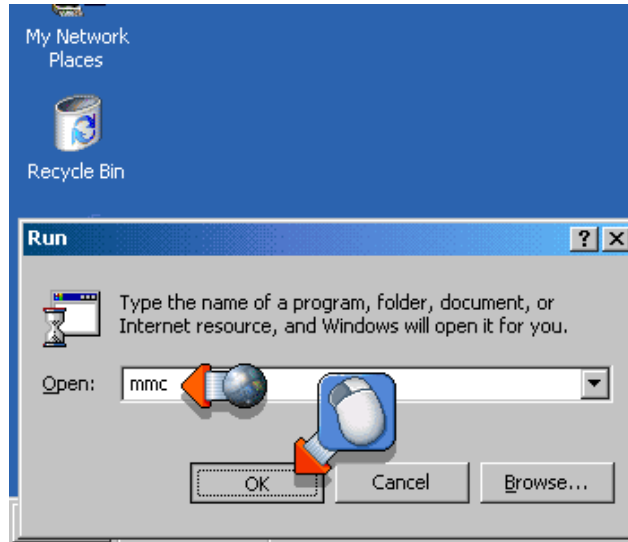 My Network
Places
Recycle Bin
Run
Type the name of a program, folder, document, or
Internet resource, and Windows will open it for you.
Open:
mmc
OK
Cancel
Browse...